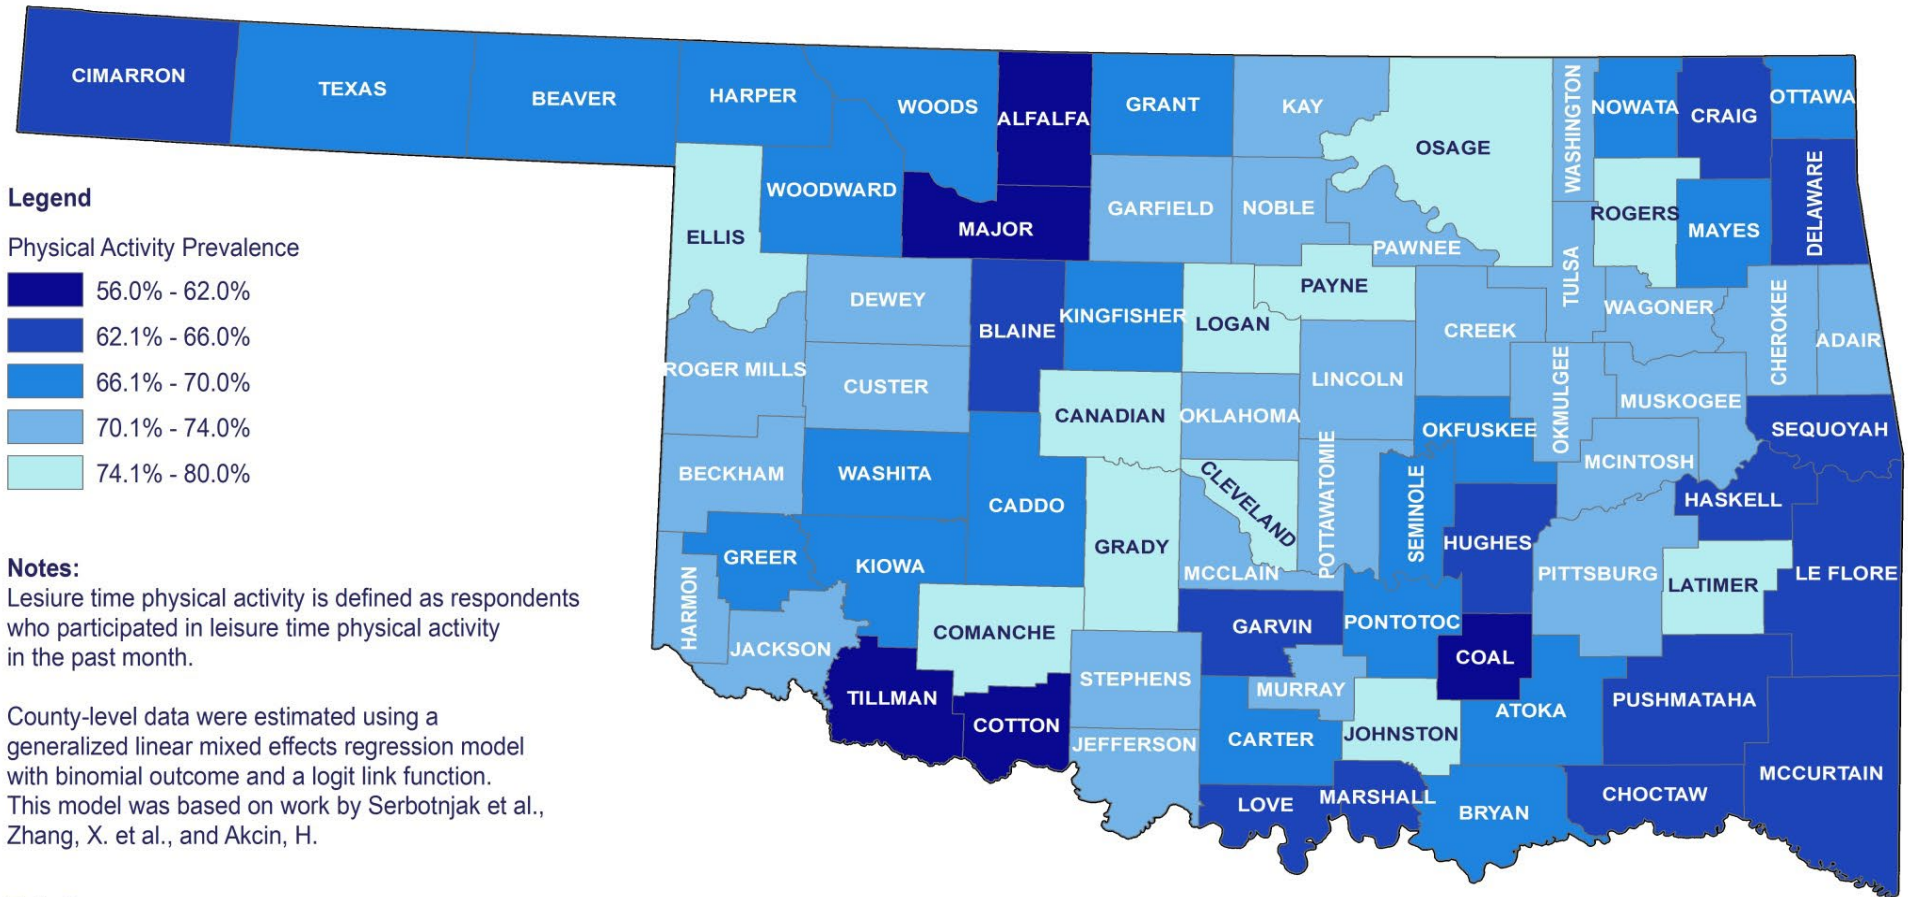 CIMARRON
TEXAS
BEAVER
HARPER
WOODS
ALFALFA
GRANT
KAY
OSAGE
WASHINGTON
NOWATA
CRAIG
OTTAWA
WOODWARD
ELLIS
MAJOR
GARFIELD
NOBLE
PAWNEE
ROGERS
MAYES
DELAWARE
TULSA
PAYNE
DEWEY
BLAINE
KINGFISHER
LOGAN
CREEK
WAGONER
CHEROKEE
ADAIR
ROGER MILLS
CUSTER
CANADIAN
OKLAHOMA
LINCOLN
OKMULGEE
MUSKOGEE
OKFUSKEE
SEQUOYAH
BECKHAM
WASHITA
CADDO
CLEVELAND
POTTAWATOMIE
SEMINOLE
MCINTOSH
HASKELL
GREER
KIOWA
GRADY
MCCLAIN
HUGHES
PITTSBURG
LATIMER
LE FLORE
HARMON
JACKSON
COMANCHE
GARVIN
PONTOTOC
COAL
TILLMAN
COTTON
STEPHENS
MURRAY
ATOKA
PUSHMATAHA
JEFFERSON
CARTER
JOHNSTON
LOVE
MARSHALL
BRYAN
CHOCTAW
MCCURTAIN
Legend
Physical Activity Prevalence
56.0% - 62.0%
62.1% - 66.0%
66.1% - 70.0%
70.1% - 74.0%
74.1% - 80.0%
Notes:
Lesiure time physical activity is defined as respondents
who participated in leisure time physical activity
in the past month.
County-level data were estimated using a
generalized linear mixed effects regression model
with binomial outcome and a logit link function.
This model was based on work by Serbotnjak et al.,
Zhang, X. et al., and Akcin, H.